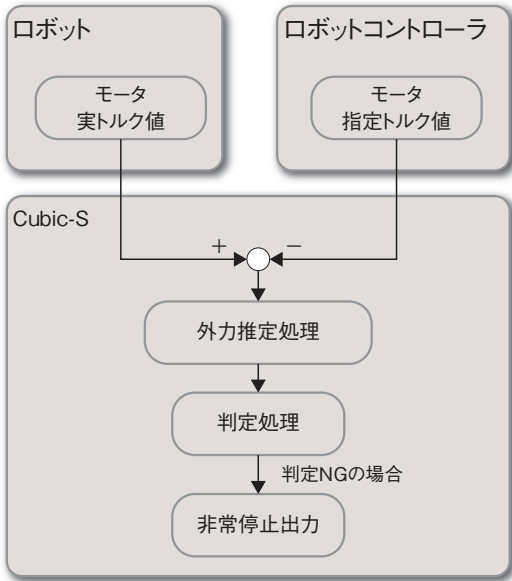 ロボット
モータ
実トルク値
ロボットコントローラ
モータ
指定トルク値
Cubic-S
+
−
外力推定処理
判定処理
判定NGの場合
非常停止出力